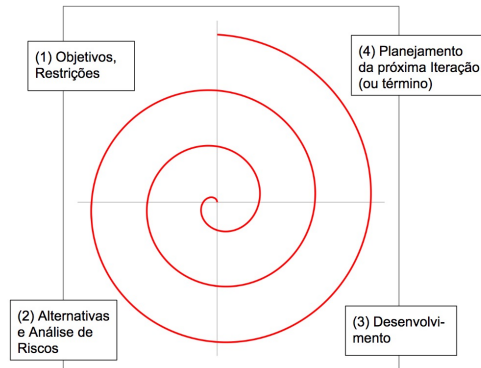 (1) Objetivos,
Restrições
(4) Planejamento
da próxima Iteração
(ou término)
(2) Alternativas
e Análise de
Riscos
(3) Desenvolvi-
mento